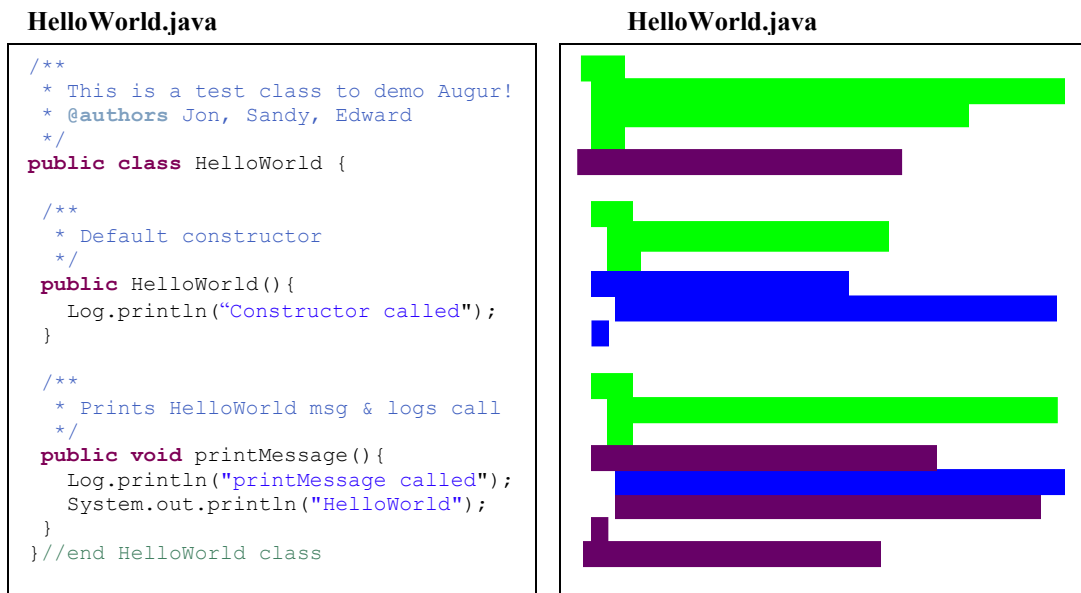 HelloWorld.java
/**
 * This is a test class to demo Augur!
 * @authors Jon, Sandy, Edward
 */
public class HelloWorld {

 /**
  * Default constructor
  */
 public HelloWorld(){
   Log.println(“Constructor called");
 }

 /**
  * Prints HelloWorld msg & logs call
  */
 public void printMessage(){
   Log.println("printMessage called");
   System.out.println("HelloWorld");
 }
}//end HelloWorld class
HelloWorld.java